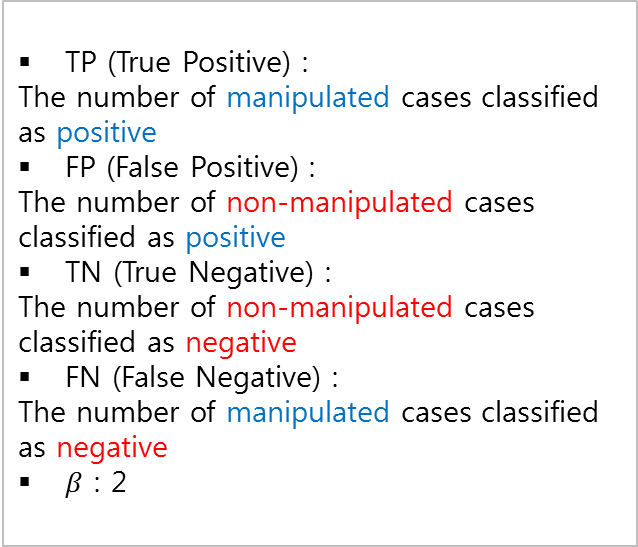 ▪ TP (True Positive) :
The number of manipulated cases classified
as positive
▪ FP (False Positive) :
The number of non-manipulated cases
classified as positive
▪ TN (True Negative) :
The number of non-manipulated cases
classified as negative
▪ FN (False Negative) :
The number of manipulated cases classified
as negative
▪ β : 2